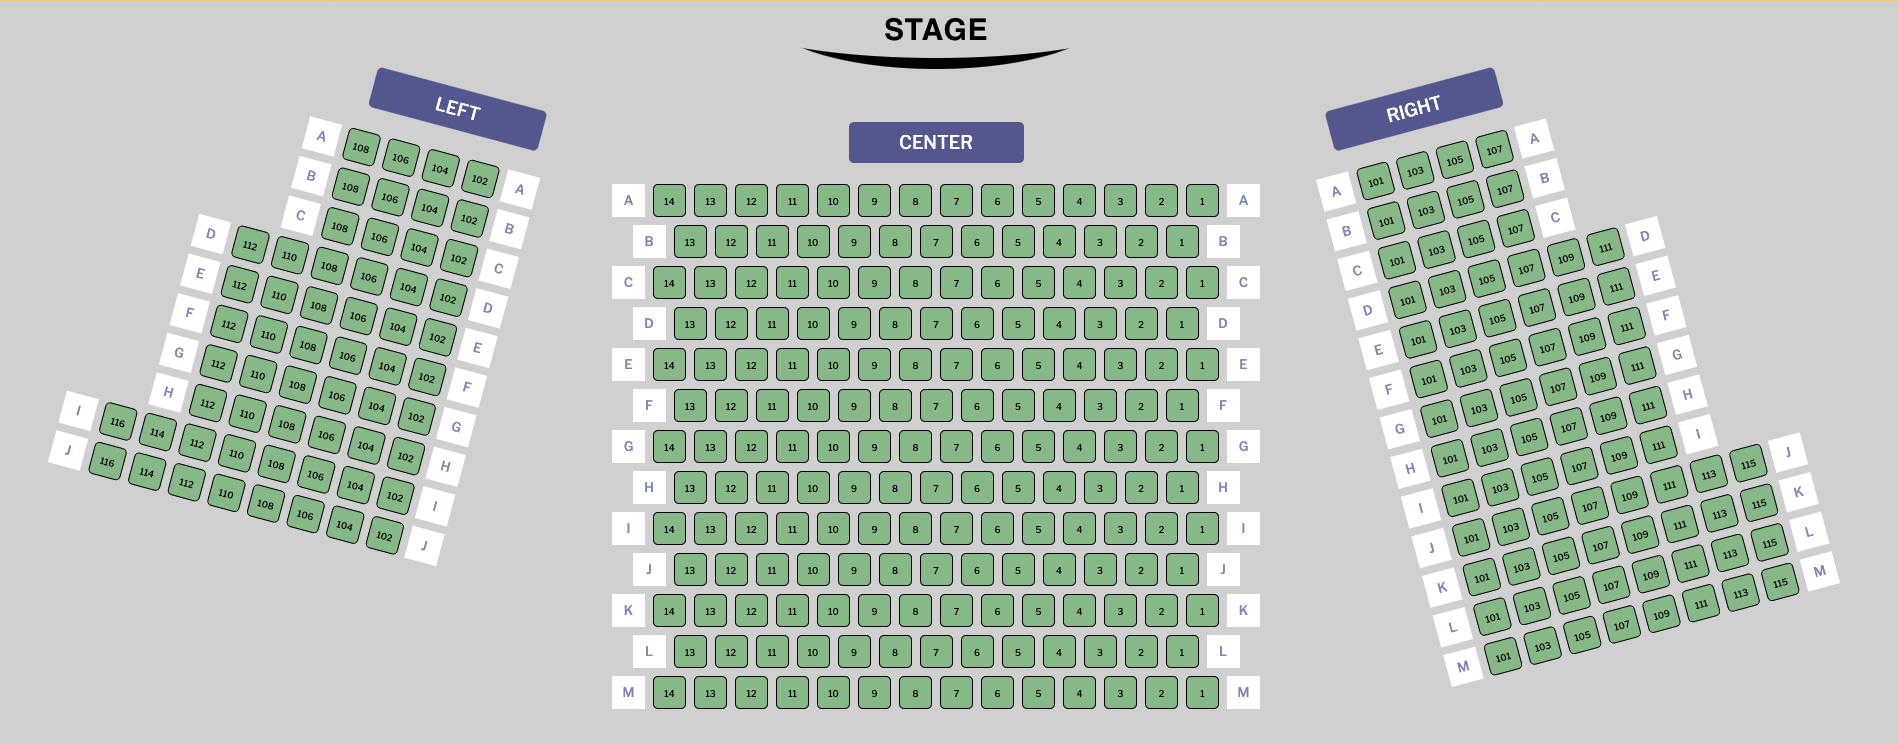 STAGE
LEFT
A 108 106 104 102 A
B 108 106 104 102 B
C 108 106 104 102 C
D 112 110 108 106 104 102 D
E 112 110 108 106 104 102 E
F 112 110 108 106 104 102 F
G 112 110 108 106 104 102 G
H 112 110 108 106 104 102 H
I 116 114 112 110 108 106 104 102 I
J 116 114 112 110 108 106 104 102 J
CENTER
A 14 13 12 11 10 9 8 7 6 5 4 3 2 1 A
B 13 12 11 10 9 8 7 6 5 4 3 2 1 B
C 14 13 12 11 10 9 8 7 6 5 4 3 2 1 C
D 13 12 11 10 9 8 7 6 5 4 3 2 1 D
E 14 13 12 11 10 9 8 7 6 5 4 3 2 1 E
F 13 12 11 10 9 8 7 6 5 4 3 2 1 F
G 14 13 12 11 10 9 8 7 6 5 4 3 2 1 G
H 13 12 11 10 9 8 7 6 5 4 3 2 1 H
I 14 13 12 11 10 9 8 7 6 5 4 3 2 1 I
J 13 12 11 10 9 8 7 6 5 4 3 2 1 J
K 14 13 12 11 10 9 8 7 6 5 4 3 2 1 K
L 13 12 11 10 9 8 7 6 5 4 3 2 1 L
M 14 13 12 11 10 9 8 7 6 5 4 3 2 1 M
RIGHT
A 101 103 105 107 A
B 101 103 105 107 B
C 101 103 105 107 C
D 101 103 105 107 109 111 D
E 101 103 105 107 109 111 E
F 101 103 105 107 109 111 F
G 101 103 105 107 109 111 G
H 101 103 105 107 109 111 H
I 101 103 105 107 109 111 I
J 101 103 105 107 109 111 113 115 J
K 101 103 105 107 109 111 113 115 K
L 101 103 105 107 109 111 113 115 L
M 101 103 105 107 109 111 113 115 M